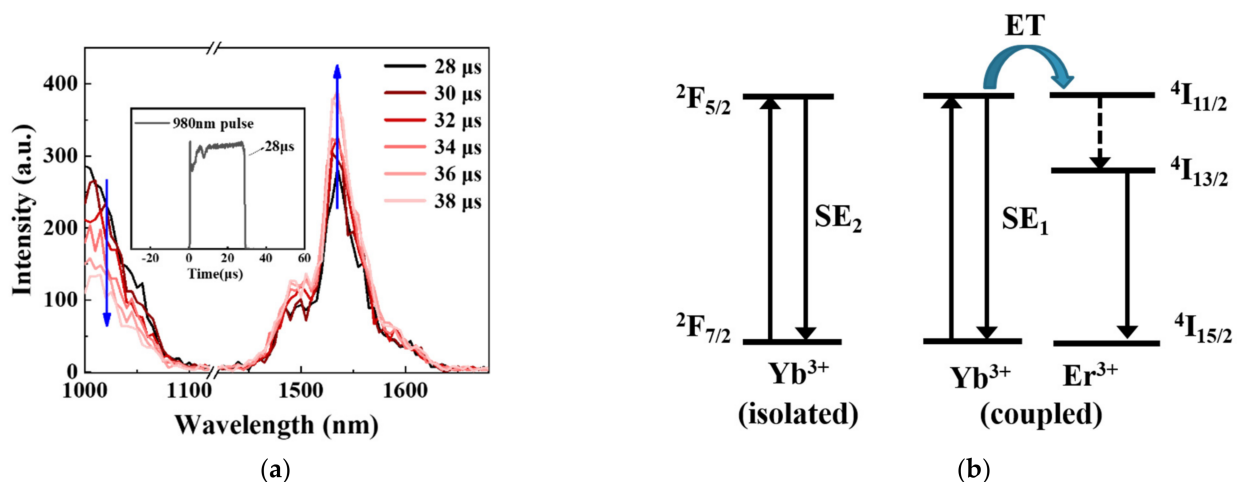 400
300
200
100
0
Intensity (a.u.)
1000 1100 1500 1600
Wavelength (nm)
28 µs
30 µs
32 µs
34 µs
36 µs
38 µs
980nm pulse
28µs
-20 0 20 40 60
Time(µs)
(a)
ET
²F₅/₂
²F₇/₂
SE₂
SE₁
⁴I₁₁/₂
⁴I₁₃/₂
⁴I₁₅/₂
Yb³⁺ Yb³⁺ Er³⁺
(isolated) (coupled)
(b)